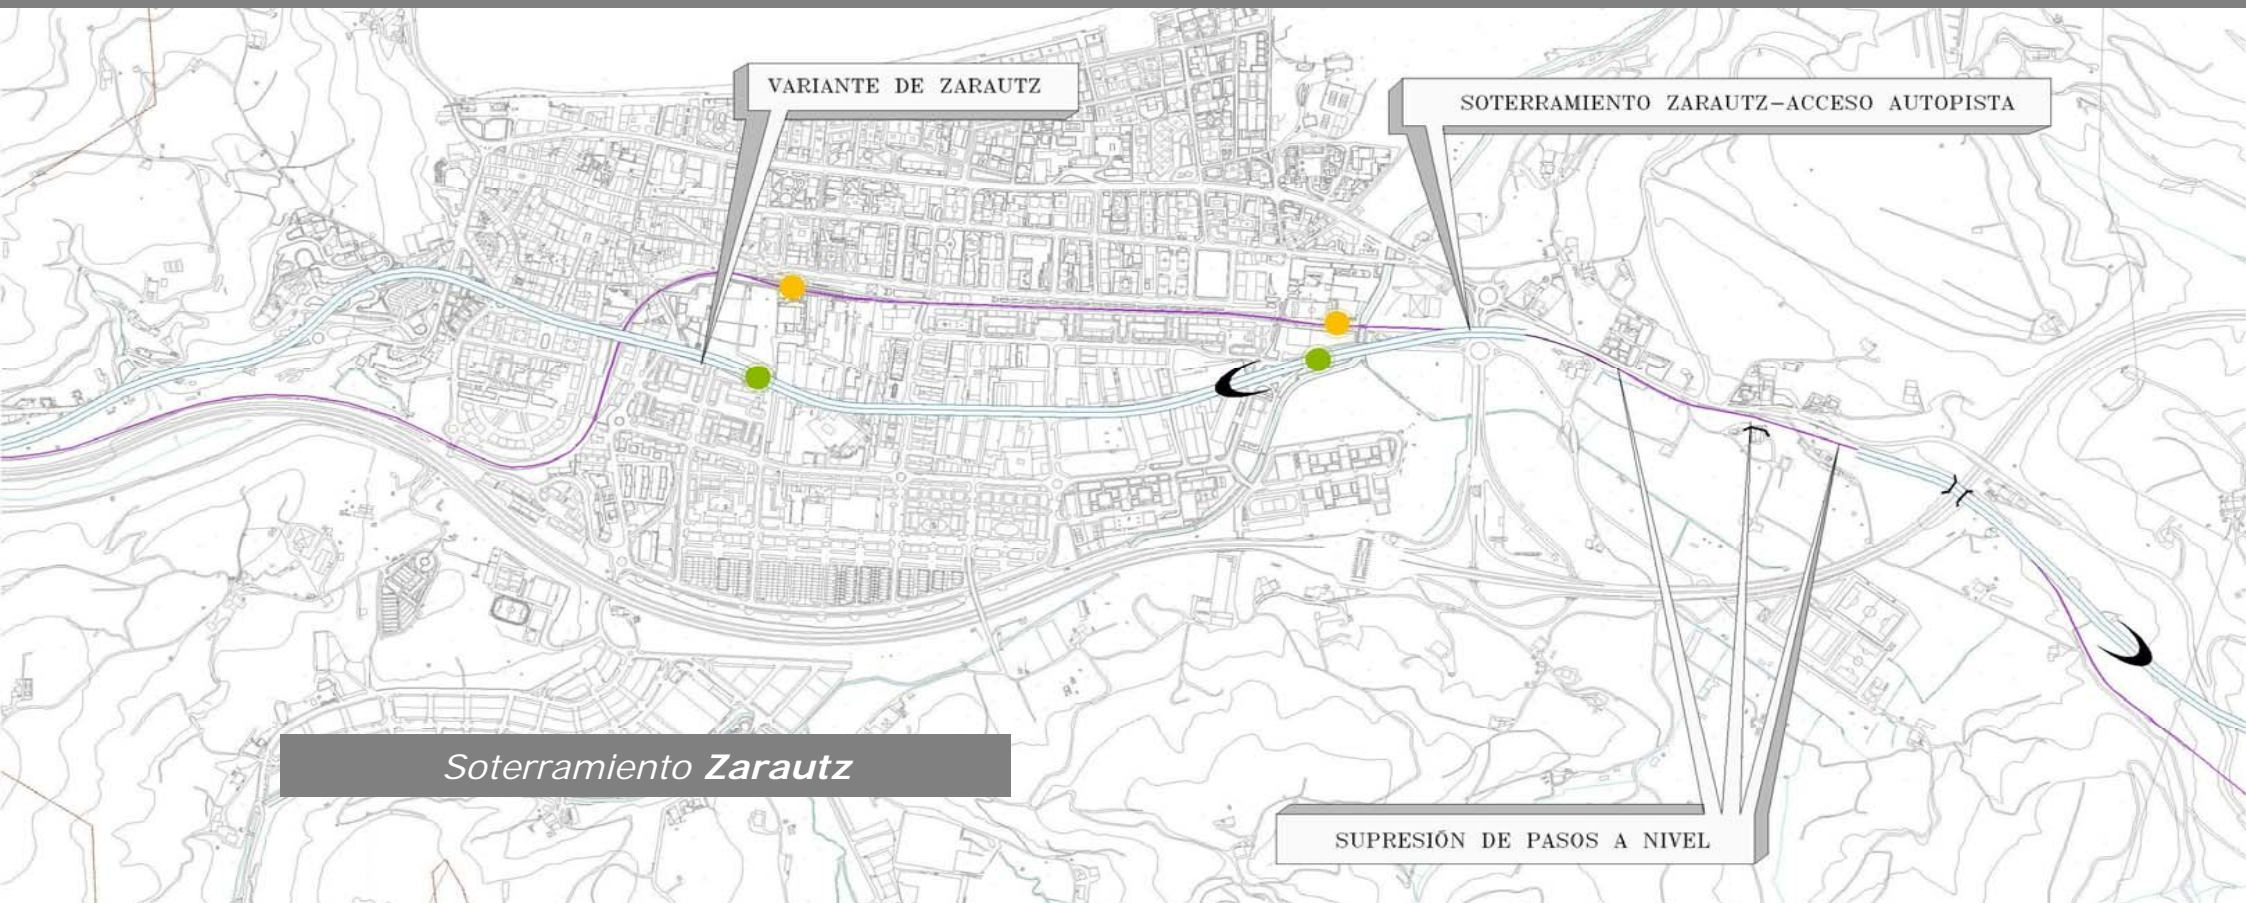 VARIANTE DE ZARAUTZ
SOTERRAMIENTO ZARAUTZ-ACCESO AUTOPISTA
Soterramiento Zarautz
SUPRESIÓN DE PASOS A NIVEL